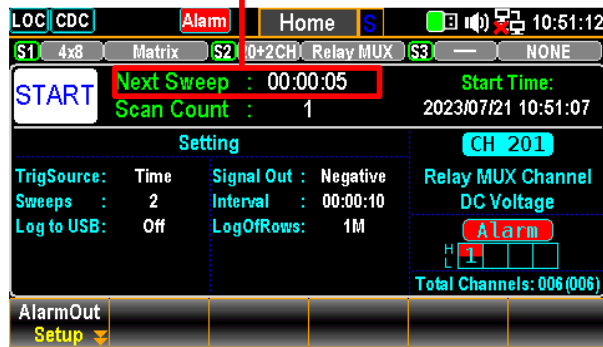 LOC CDC Alarm Home S 10:51:12
S1 4x8 Matrix S2 20+2CH Relay MUX S3 — NONE
START
Next Sweep : 00:00:05
Scan Count : 1
Start Time:
2023/07/21 10:51:07
Setting
TrigSource: Time Signal Out : Negative
Sweeps : 2 Interval : 00:00:10
Log to USB: Off LogOfRows: 1M
CH 201
Relay MUX Channel
DC Voltage
Alarm
H 1
L
Total Channels: 006(006)
AlarmOut
Setup